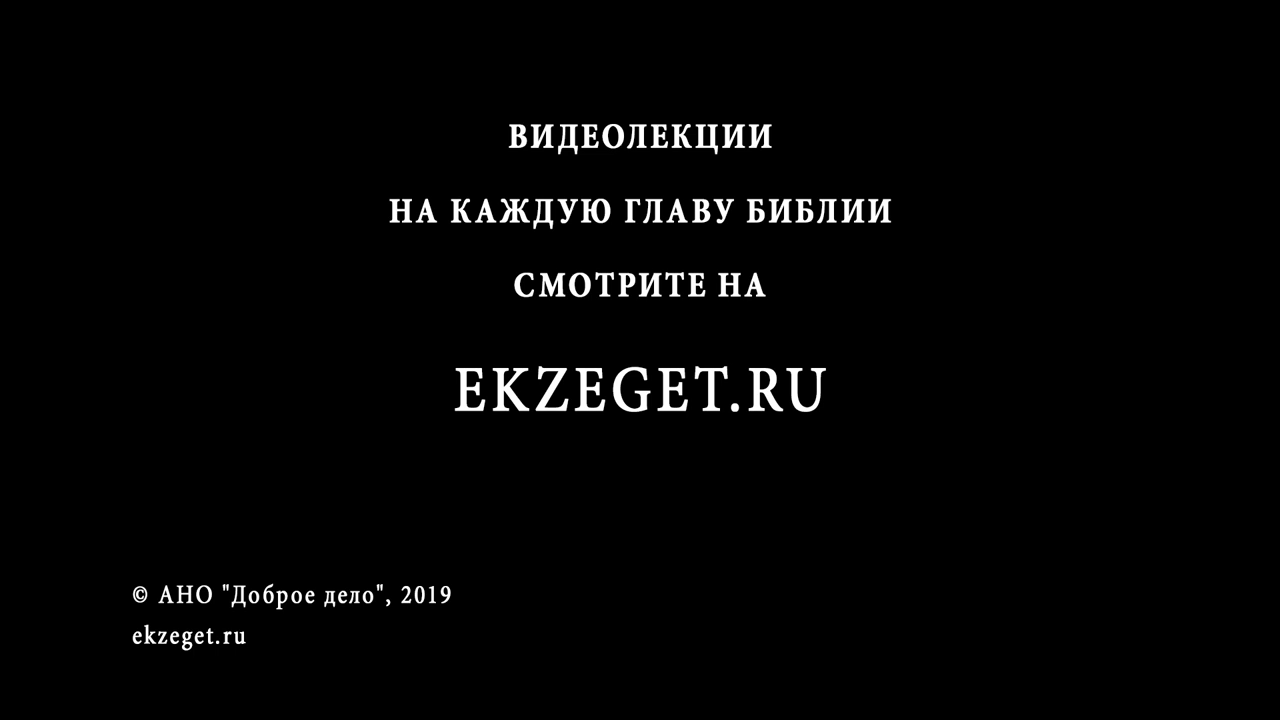 ВИДЕОЛЕКЦИИ
НА КАЖДУЮ ГЛАВУ БИБЛИИ
СМОТРИТЕ НА
EKZEGET.RU
© АНО "Доброе дело", 2019
ekzeget.ru